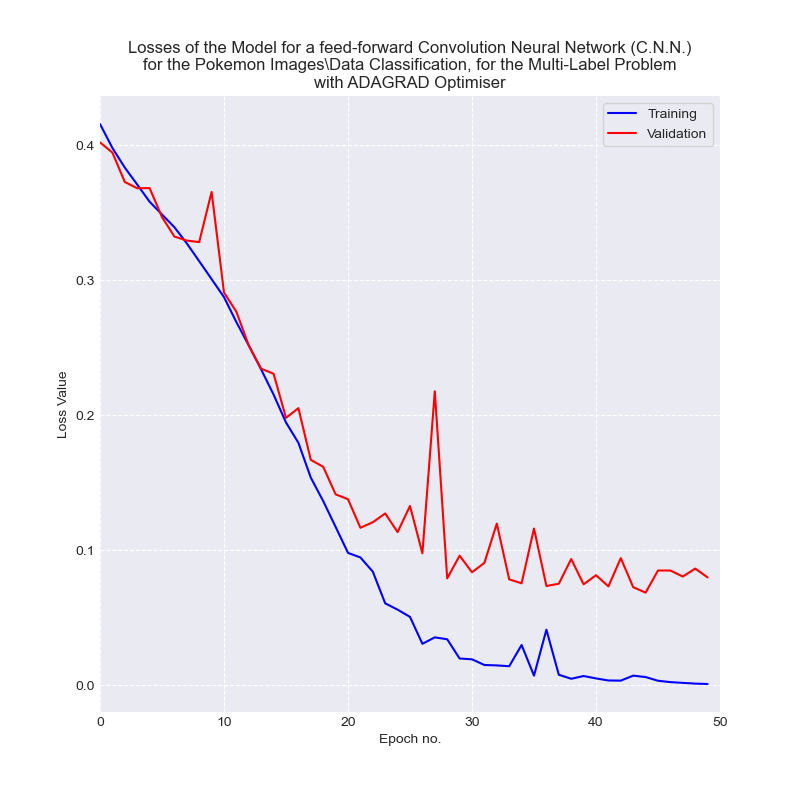 Losses of the Model for a feed-forward Convolution Neural Network (C.N.N.)
for the Pokemon Images\Data Classification, for the Multi-Label Problem
with ADAGRAD Optimiser
Training
Validation
0.4
0.3
0.2
0.1
0.0
Loss Value
0 10 20 30 40 50
Epoch no.